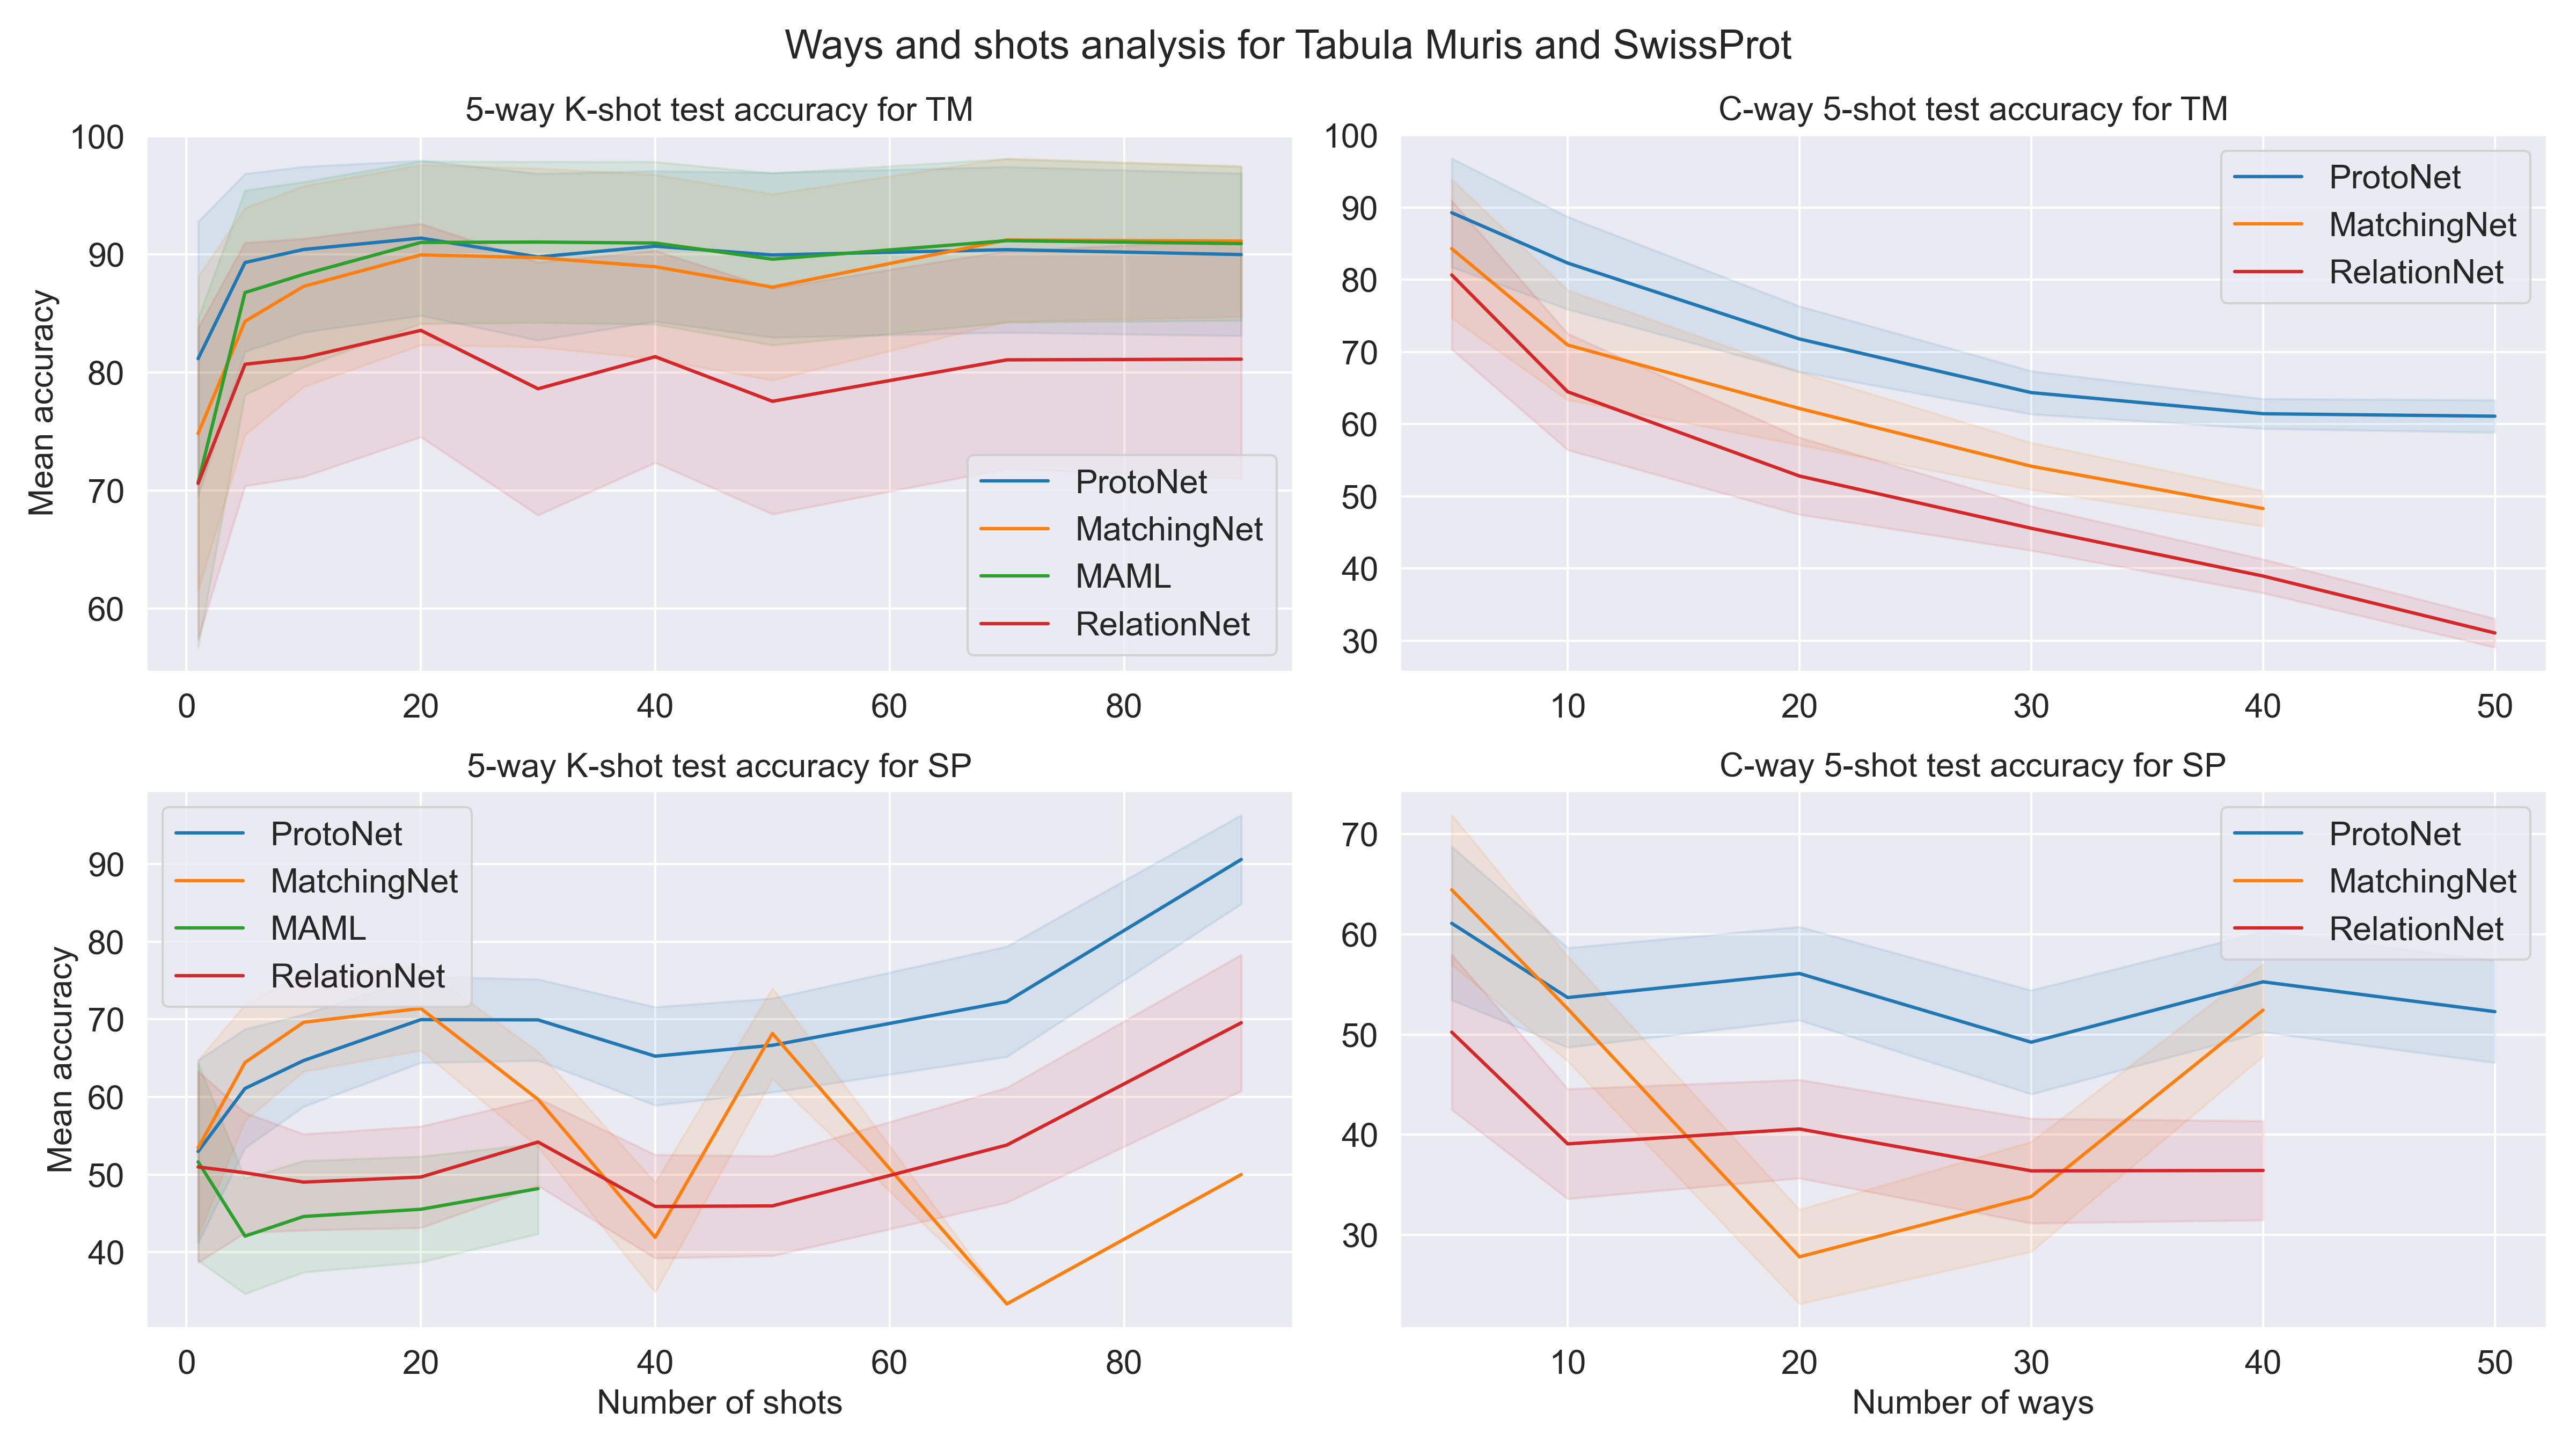 Ways and shots analysis for Tabula Muris and SwissProt
5-way K-shot test accuracy for TM
Mean accuracy
100
90
80
70
60
0 20 40 60 80
ProtoNet
MatchingNet
MAML
RelationNet
C-way 5-shot test accuracy for TM
100
90
80
70
60
50
40
30
10 20 30 40 50
ProtoNet
MatchingNet
RelationNet
5-way K-shot test accuracy for SP
Mean accuracy
90
80
70
60
50
40
0 20 40 60 80
Number of shots
ProtoNet
MatchingNet
MAML
RelationNet
C-way 5-shot test accuracy for SP
70
60
50
40
30
10 20 30 40 50
Number of ways
ProtoNet
MatchingNet
RelationNet